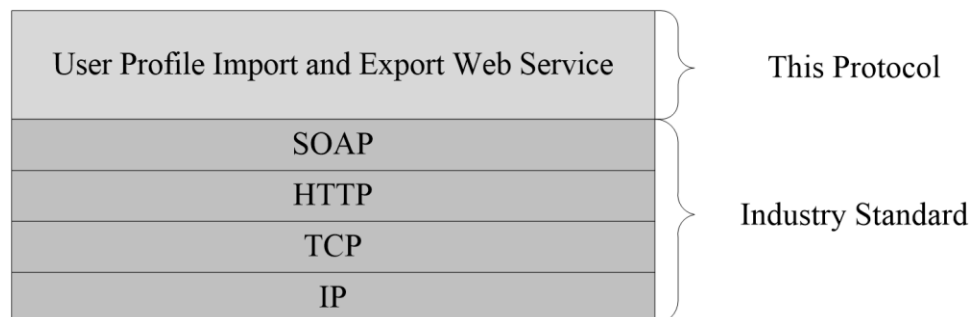 User Profile Import and Export Web Service
This Protocol
SOAP
HTTP
TCP
IP
Industry Standard